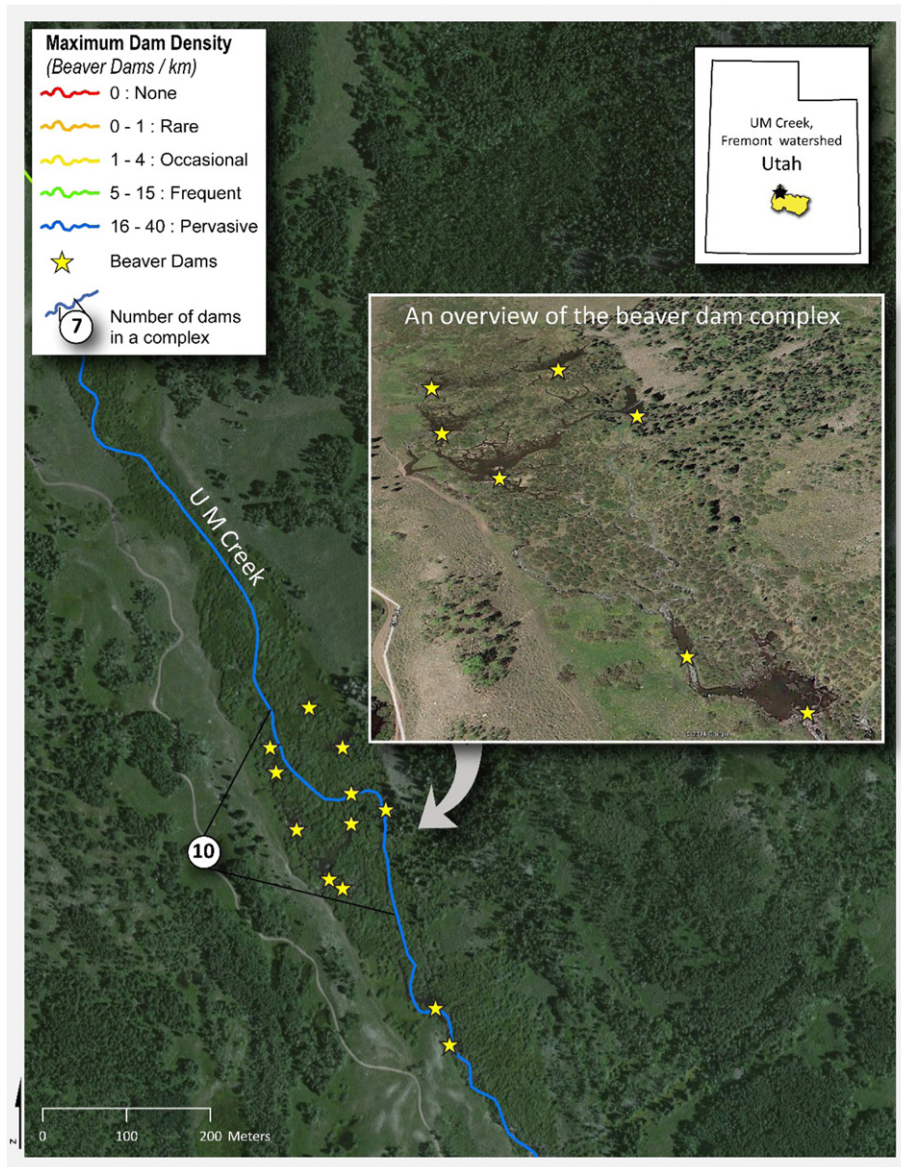 Maximum Dam Density
(Beaver Dams / km)
0 : None
0 - 1 : Rare
1 - 4 : Occasional
5 - 15 : Frequent
16 - 40 : Pervasive
Beaver Dams
7
Number of dams
in a complex
UM Creek,
Fremont watershed
Utah
An overview of the beaver dam complex
U M Creek
10
0 100 200 Meters
N